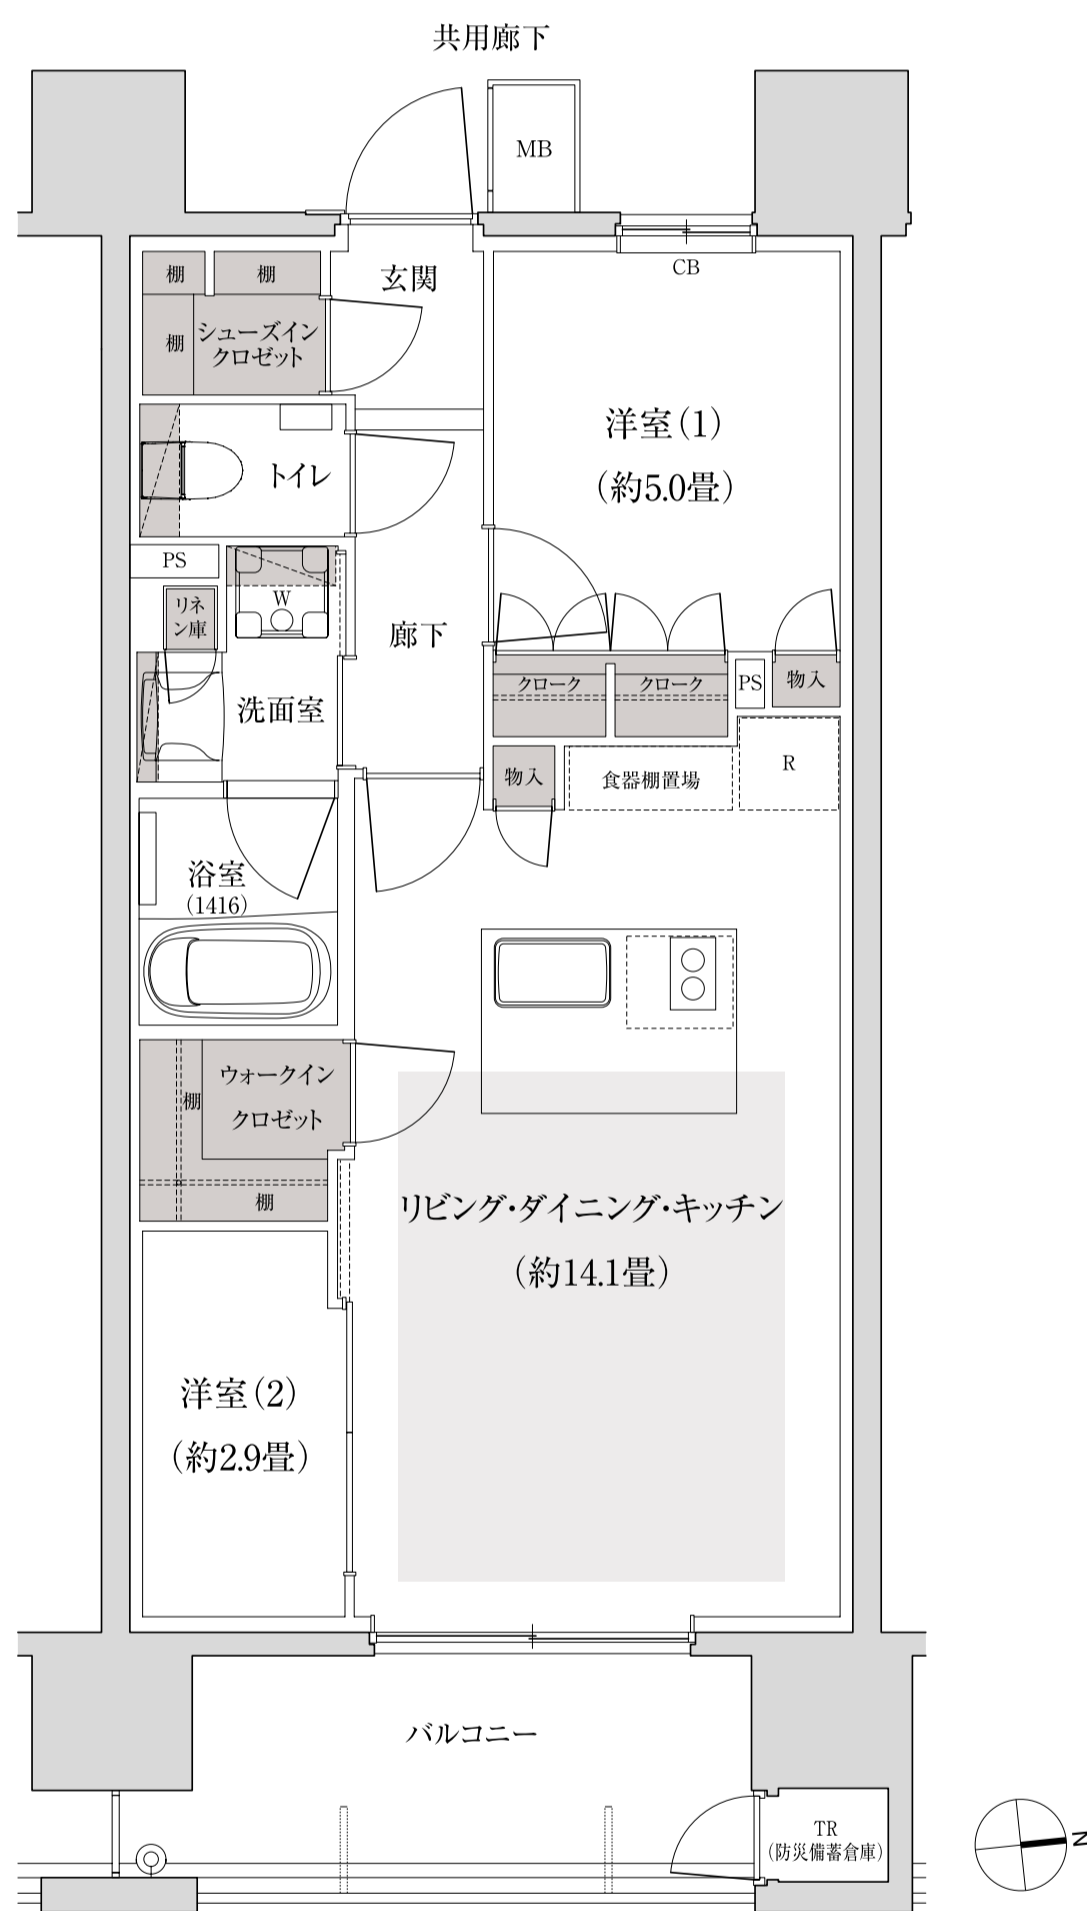 共用廊下
MB
棚
棚
玄関
CB
棚
シューズイン
クロゼット
洋室(1)
(約5.0畳)
トイレ
PS
W
リネ
ン庫
廊下
クローク
クローク
PS
物入
洗面室
物入
食器棚置場
R
浴室
(1416)
ウォークイン
クロゼット
棚
棚
リビング・ダイニング・キッチン
(約14.1畳)
洋室(2)
(約2.9畳)
バルコニー
TR
(防災備蓄倉庫)
N